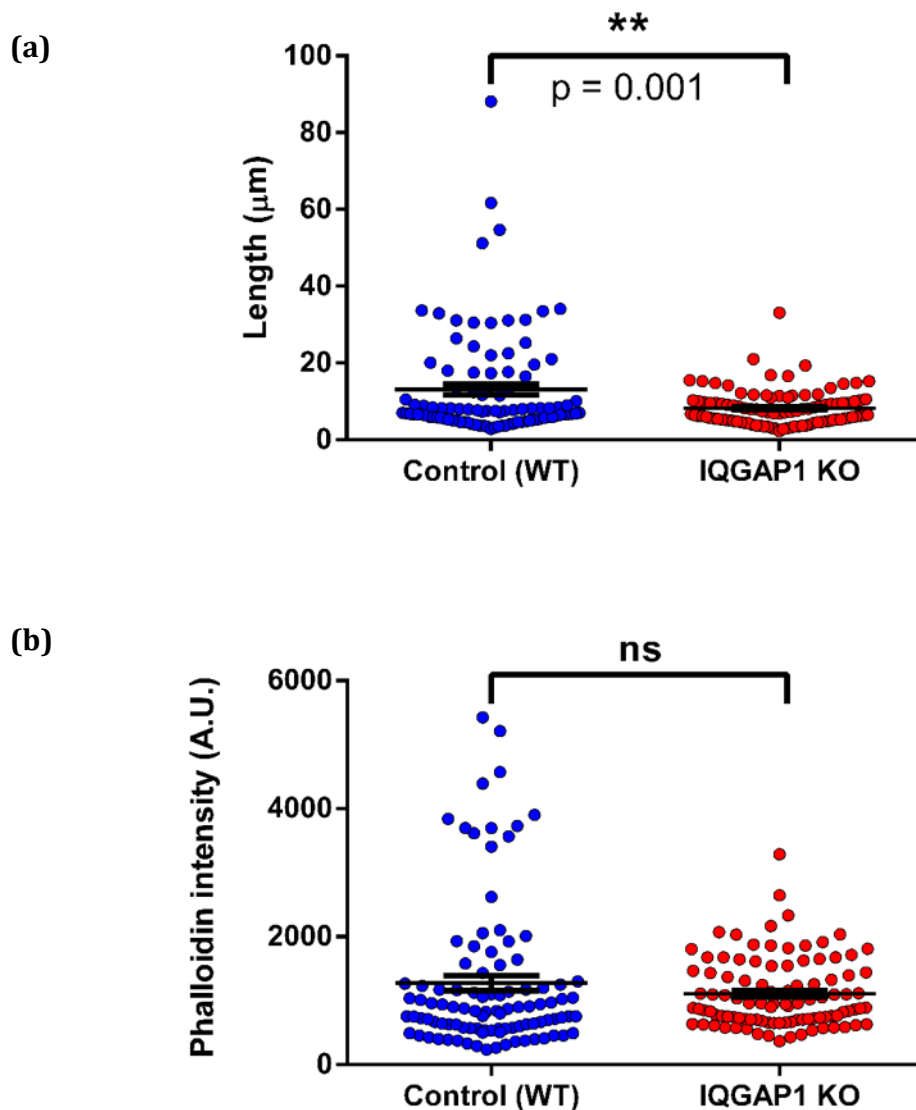 (a)
**
p = 0.001
100
80
60
40
20
0
Length (μm)
Control (WT)
IQGAP1 KO
(b)
ns
6000
4000
2000
0
Phalloidin intensity (A.U.)
Control (WT)
IQGAP1 KO